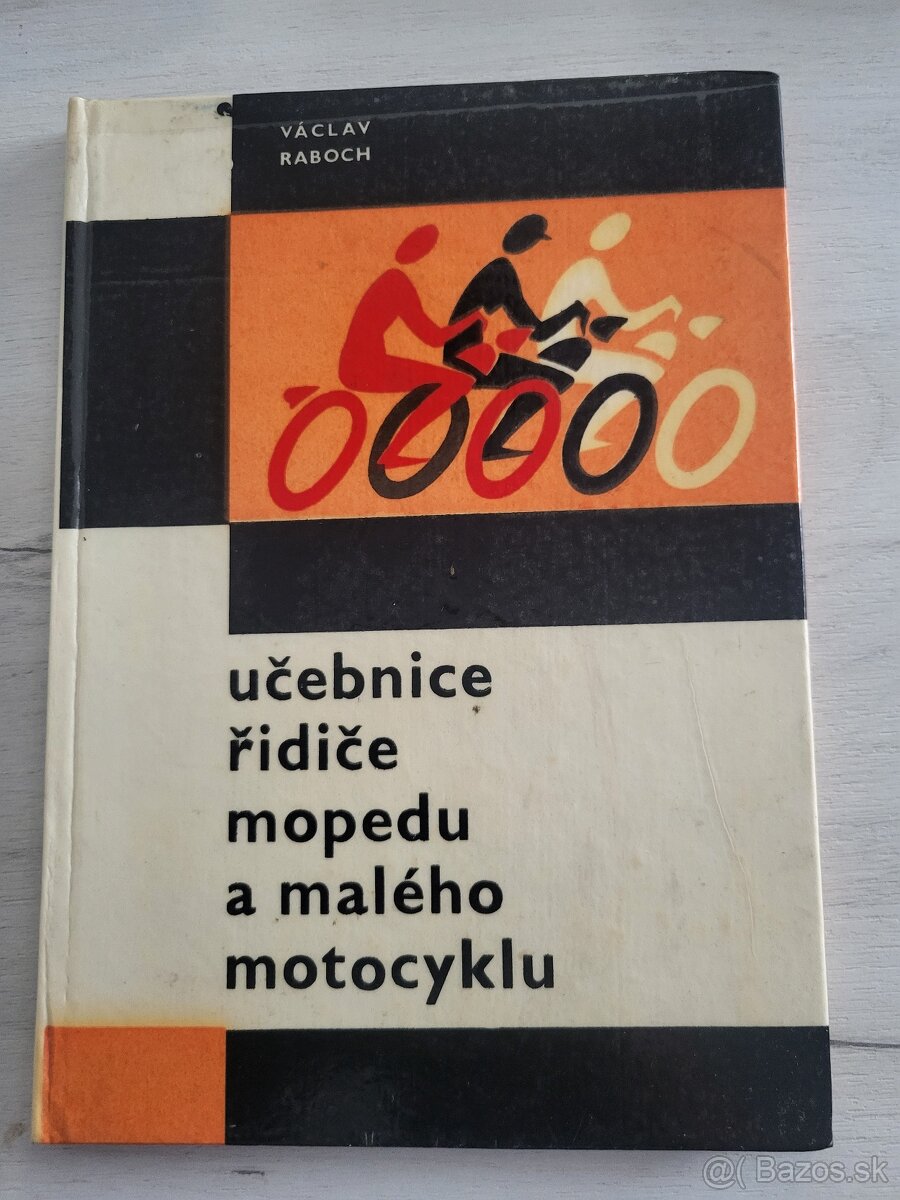 VÁCLAV
RABOCH
učebnice
řidiče
mopedu
a malého
motocyklu
@( Bazos.sk